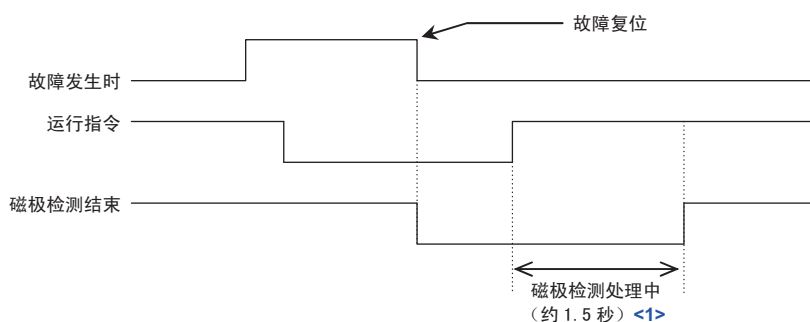 故障复位
故障发生时
运行指令
磁极检测结束
磁极检测处理中
（约 1.5 秒）<1>